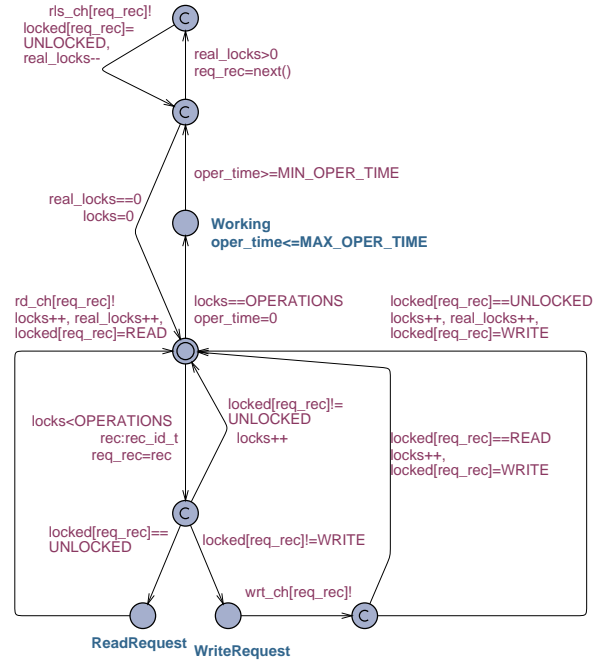 rls_ch[req_rec]!
locked[req_rec]=
UNLOCKED,
real_locks--
C
real_locks>0
req_rec=next()
C
oper_time>=MIN_OPER_TIME
real_locks==0
locks=0
Working
oper_time<=MAX_OPER_TIME
rd_ch[req_rec]!
locks++, real_locks++,
locked[req_rec]=READ
locks==OPERATIONS
oper_time=0
locked[req_rec]==UNLOCKED
locks++, real_locks++,
locked[req_rec]=WRITE
locks<OPERATIONS
rec:rec_id_t
req_rec=rec
locked[req_rec]!=
UNLOCKED
locks++
locked[req_rec]==READ
locks++,
locked[req_rec]=WRITE
C
locked[req_rec]==
UNLOCKED
locked[req_rec]!=WRITE
wrt_ch[req_rec]!
C
ReadRequest
WriteRequest